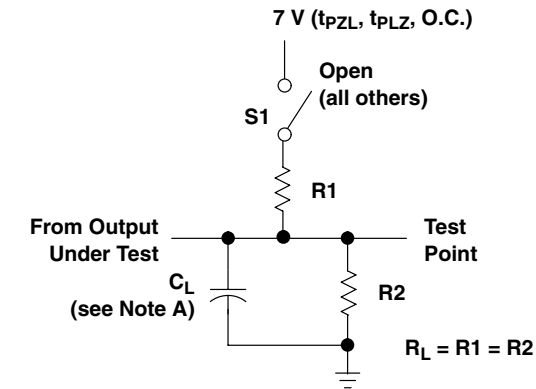 7 V (tPZL, tPLZ, O.C.)
Open
(all others)
S1
R1
From Output
Under Test
Test
Point
CL
(see Note A)
R2
RL = R1 = R2